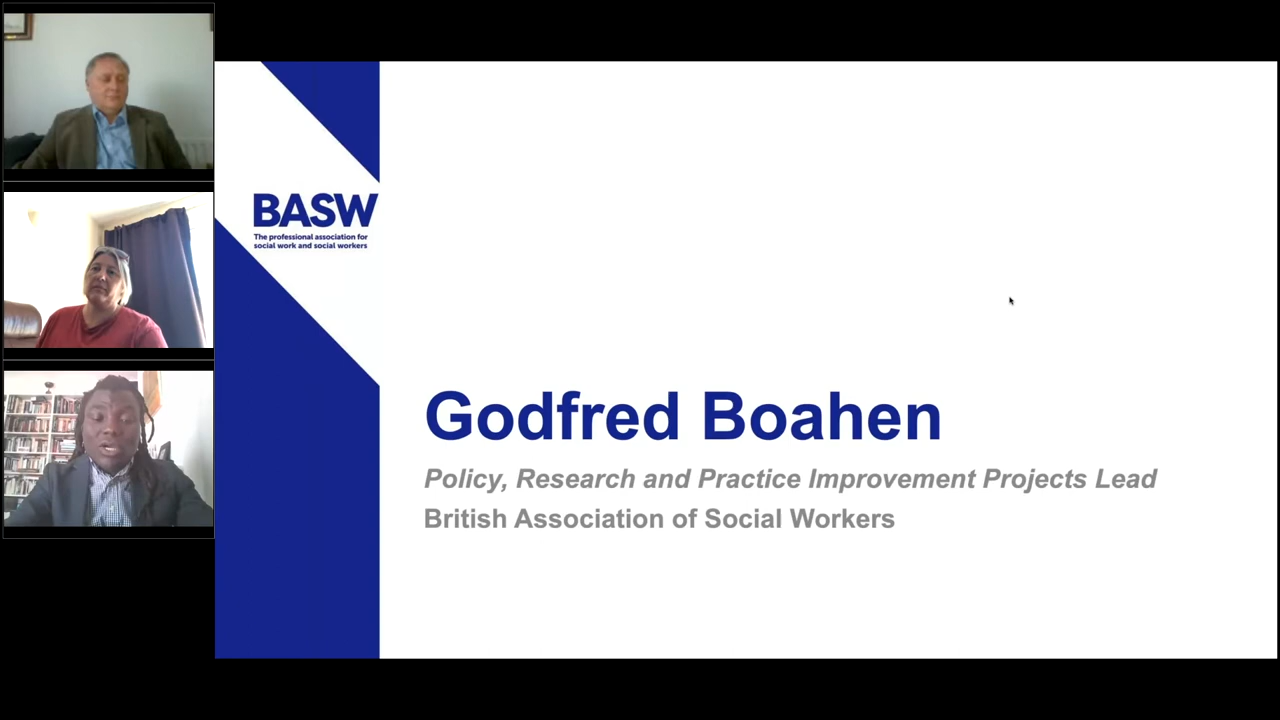 BASW
The professional association for
social work and social workers
Godfred Boahen
Policy, Research and Practice Improvement Projects Lead
British Association of Social Workers